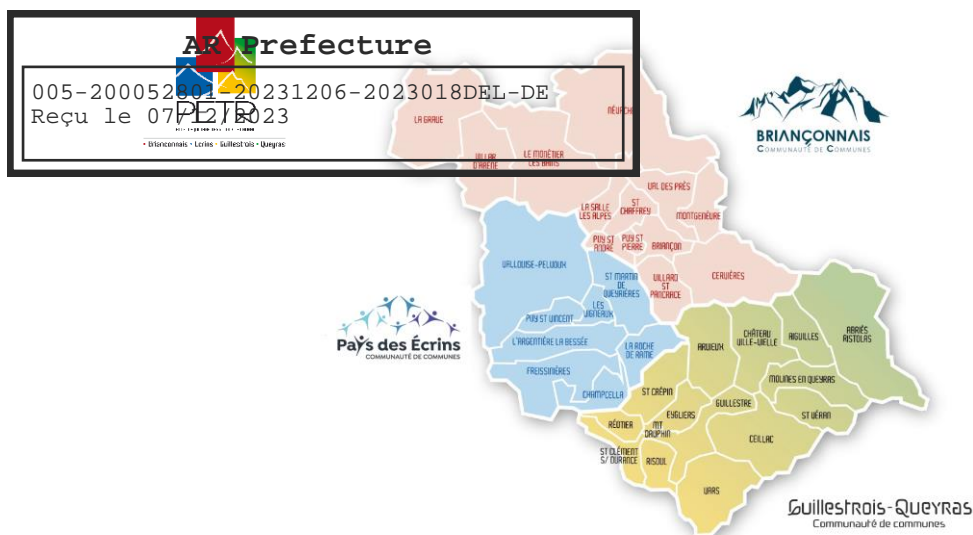 AR Prefecture
005-200052801-20231206-2023018DEL-DE
Reçu le 07/12/2023
PETR
• Briançonnais • Ecrins • Guillestrois • Queyras
LA GRAVE
NÉVACHE
VILLAR
D'ARÈNE
LE MONÊTIER
LES BAINS
BRIANÇONNAIS
COMMUNAUTÉ DE COMMUNES
VAL DES PRÈS
LA SALLE
LES ALPES
ST
CHAFFREY
MONTGENÈVRE
PUY ST
ANDRÉ
PUY ST
PIERRE
BRIANÇON
VALLOUISE-PELVOUX
ST MARTIN
DE
QUEYRIÈRES
VILLARD
ST
PANCRACE
CERVIÈRES
LES
VIGNEAUX
PUY ST VINCENT
Pays des Écrins
COMMUNAUTÉ DE COMMUNES
L'ARGENTIÈRE LA BESSÉE
LA ROCHE
DE RAME
ARVIEUX
CHÂTEAU
VILLE-VIEILLE
AIGUILLES
ABRIÈS
RISTOLAS
FREISSINIÈRES
CHAMPCELLA
ST CRÉPIN
MOLINES EN QUEYRAS
GUILLESTRE
EYGLIERS
ST VÉRAN
RÉOTIER
MT
DAUPHIN
CEILLAC
ST CLÉMENT
S/ DURANCE
RISOUL
VARS
Guillestrois-Queyras
Communauté de communes